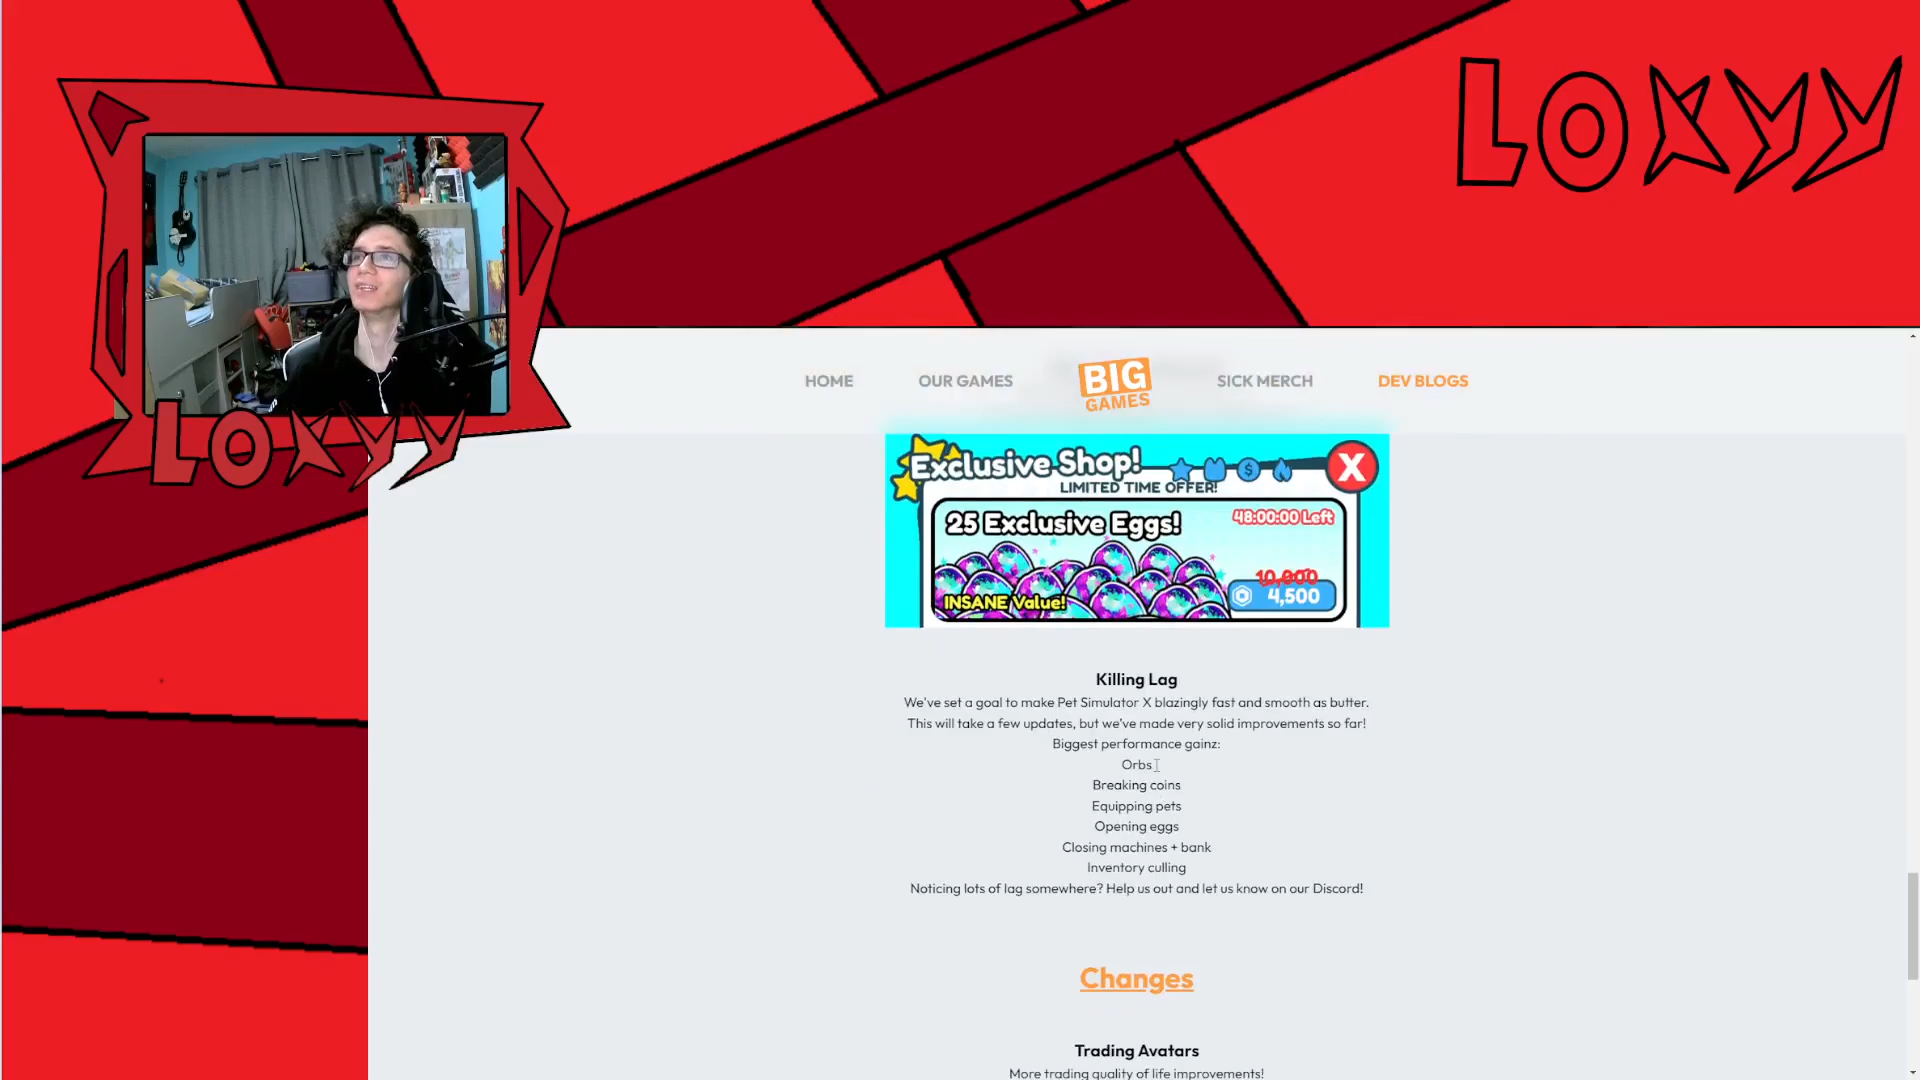 LOXYY
LOXYY
HOME
OUR GAMES
BIG
GAMES
SICK MERCH
DEV BLOGS
Exclusive Shop!
X
LIMITED TIME OFFER!
25 Exclusive Eggs!
48:00:00 Left
10,000
4,500
INSANE Value!
Killing Lag
We've set a goal to make Pet Simulator X blazingly fast and smooth as butter.
This will take a few updates, but we've made very solid improvements so far!
Biggest performance gainz:
Orbs
Breaking coins
Equipping pets
Opening eggs
Closing machines + bank
Inventory culling
Noticing lots of lag somewhere? Help us out and let us know on our Discord!
Changes
Trading Avatars
More trading quality of life improvements!